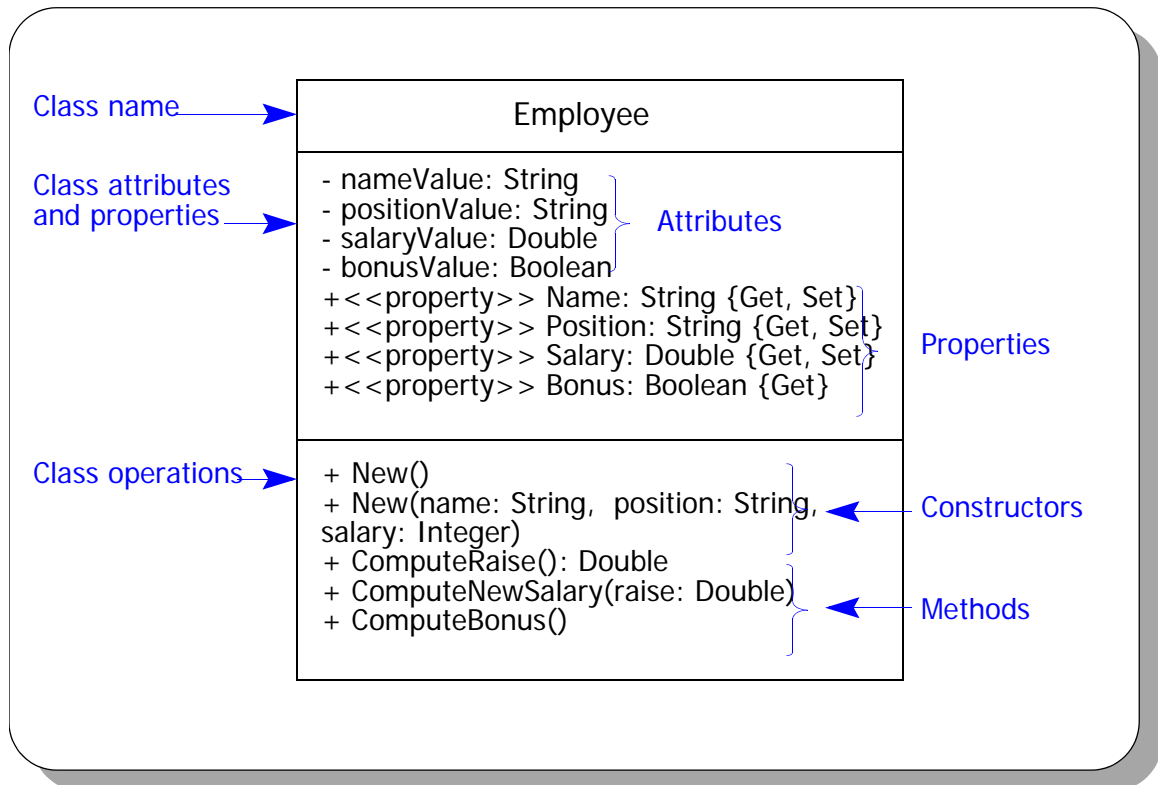 Class name
Employee
Class attributes
and properties
- nameValue: String
- positionValue: String
- salaryValue: Double
- bonusValue: Boolean
Attributes
+<<property>> Name: String {Get, Set}
+<<property>> Position: String {Get, Set}
+<<property>> Salary: Double {Get, Set}
+<<property>> Bonus: Boolean {Get}
Properties
Class operations
+ New()
+ New(name: String, position: String,
salary: Integer)
Constructors
+ ComputeRaise(): Double
+ ComputeNewSalary(raise: Double)
+ ComputeBonus()
Methods